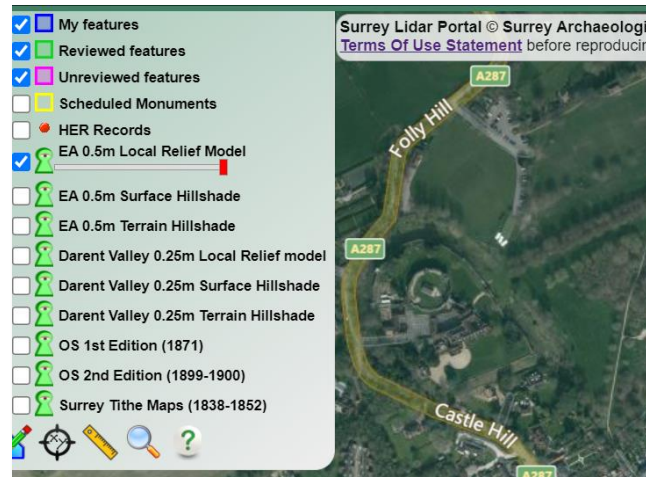 My features
Reviewed features
Unreviewed features
Scheduled Monuments
HER Records
EA 0.5m Local Relief Model
EA 0.5m Surface Hillshade
EA 0.5m Terrain Hillshade
Darent Valley 0.25m Local Relief model
Darent Valley 0.25m Surface Hillshade
Darent Valley 0.25m Terrain Hillshade
OS 1st Edition (1871)
OS 2nd Edition (1899-1900)
Surrey Tithe Maps (1838-1852)
?
Surrey Lidar Portal © Surrey Archaeologi
Terms Of Use Statement before reproducin
A287
Folly Hill
A287
Castle Hill
A287